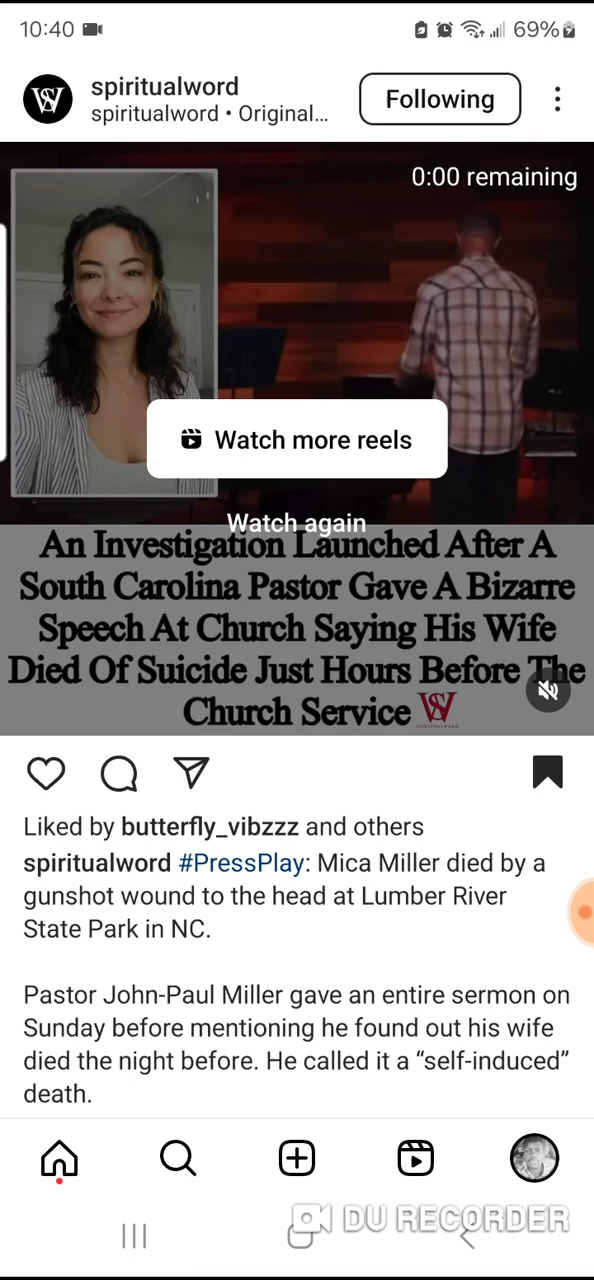 10:40
69%
spiritualword
spiritualword • Original...
Following
0:00 remaining
Watch more reels
Watch again
An Investigation Launched After A
South Carolina Pastor Gave A Bizarre
Speech At Church Saying His Wife
Died Of Suicide Just Hours Before The
Church Service
Liked by butterfly_vibzzz and others
spiritualword #PressPlay: Mica Miller died by a
gunshot wound to the head at Lumber River
State Park in NC.
Pastor John-Paul Miller gave an entire sermon on
Sunday before mentioning he found out his wife
died the night before. He called it a “self-induced”
death.
DU RECORDER